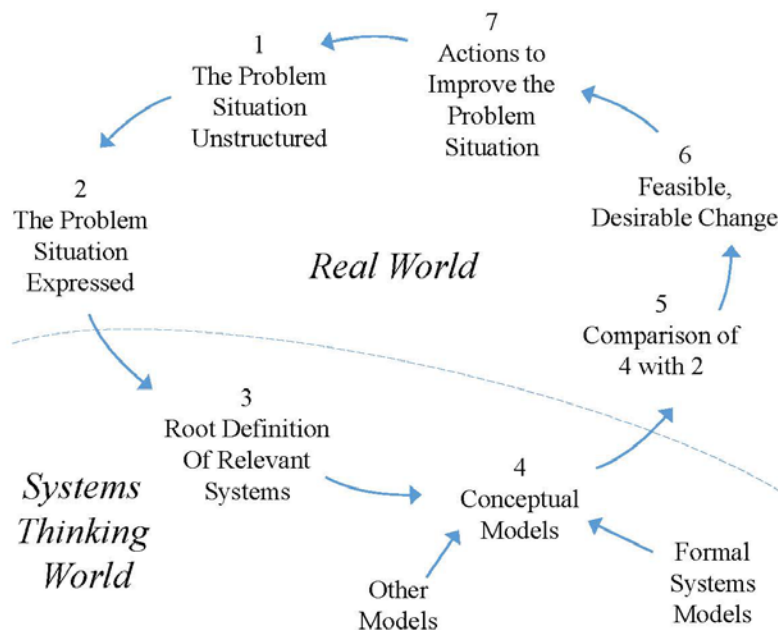 1
The Problem
Situation
Unstructured
2
The Problem
Situation
Expressed
3
Root Definition
Of Relevant
Systems
4
Conceptual
Models
Other
Models
Formal
Systems
Models
5
Comparison of
4 with 2
6
Feasible,
Desirable Change
7
Actions to
Improve the
Problem
Situation
Real World
Systems
Thinking
World